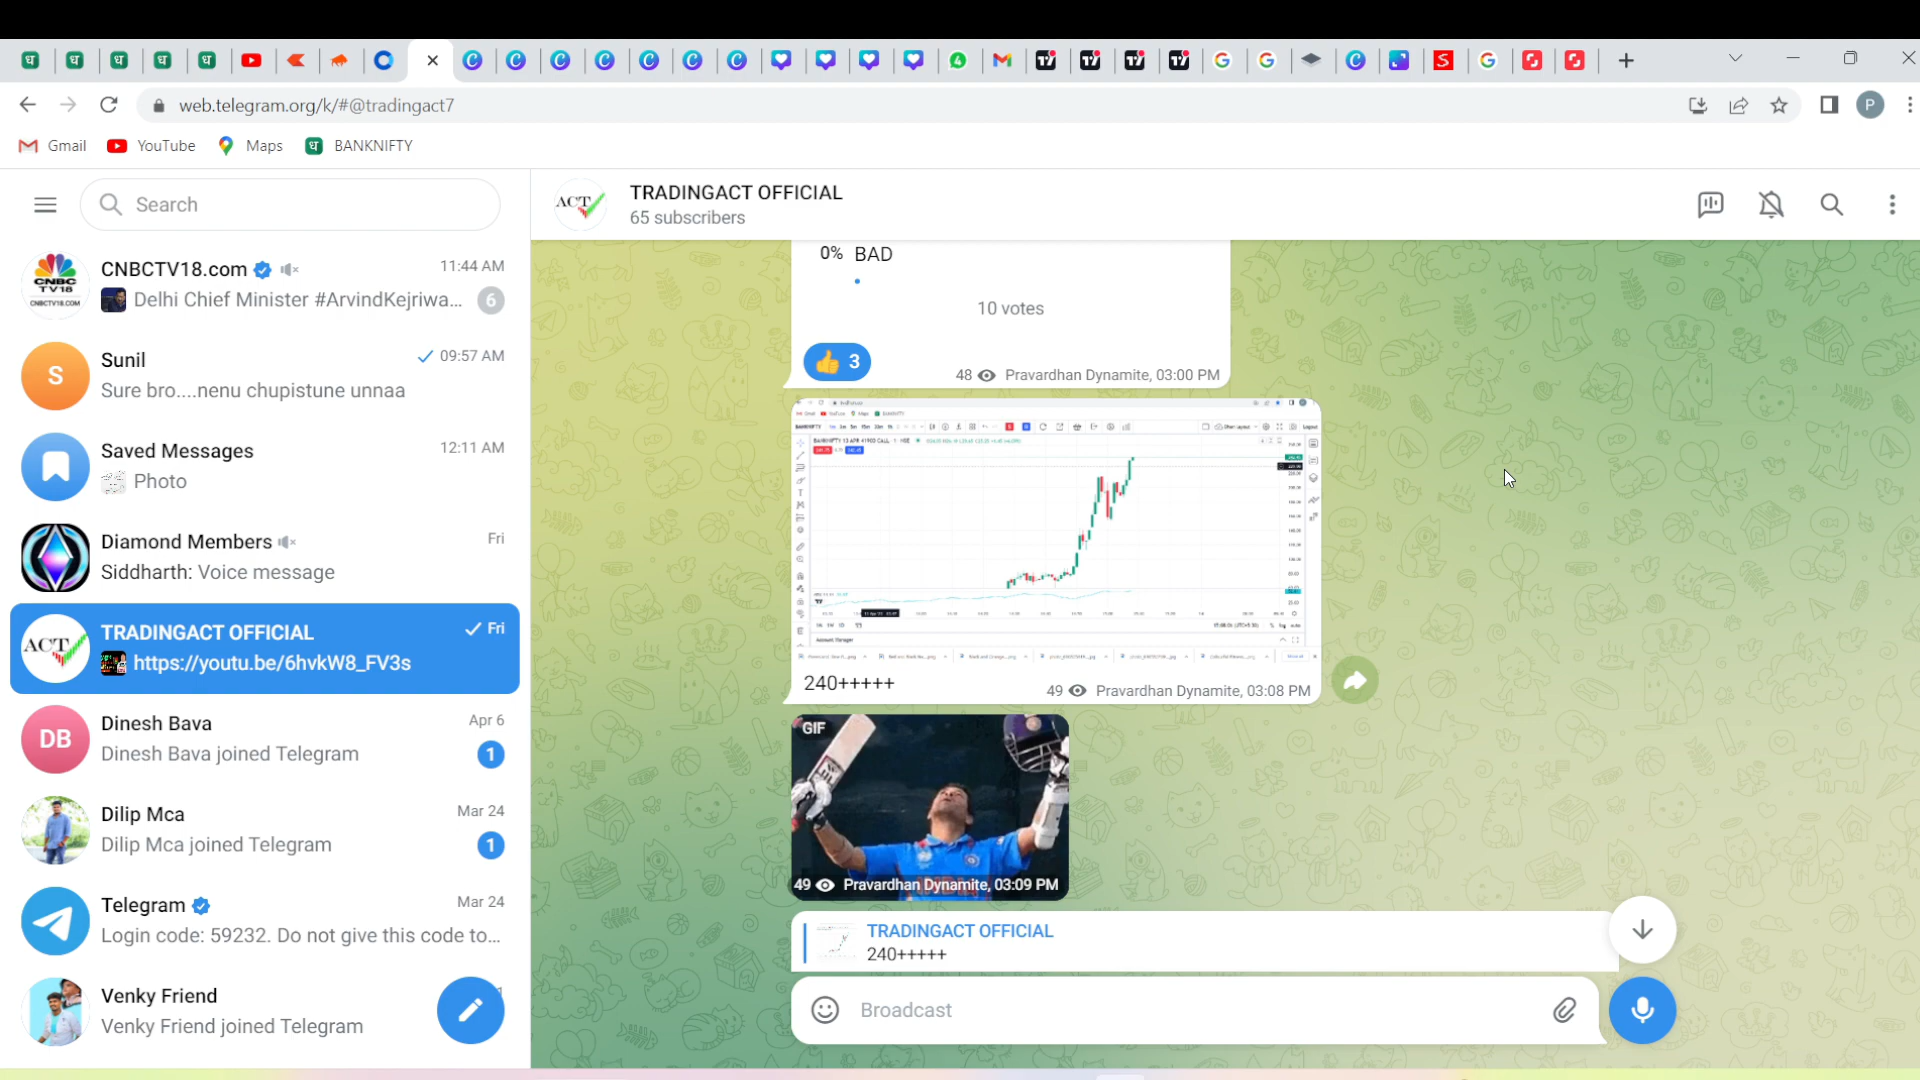 web.telegram.org/k/#@tradingact7
P
Gmail YouTube Maps BANKNIFTY
Search
CNBCTV18.com 11:44 AM
Delhi Chief Minister #ArvindKejriwa... 6
Sunil 09:57 AM
S
Sure bro....nenu chupistune unnaa
Saved Messages 12:11 AM
Photo
Diamond Members Fri
Siddharth: Voice message
TRADINGACT OFFICIAL Fri
ACT
https://youtu.be/6hvkW8_FV3s
Dinesh Bava Apr 6
DB
Dinesh Bava joined Telegram 1
Dilip Mca Mar 24
Dilip Mca joined Telegram 1
Telegram Mar 24
Login code: 59232. Do not give this code to...
Venky Friend
Venky Friend joined Telegram
ACT
TRADINGACT OFFICIAL
65 subscribers
0% BAD
10 votes
3
48 Pravardhan Dynamite, 03:00 PM
240+++++
49 Pravardhan Dynamite, 03:08 PM
GIF
49 Pravardhan Dynamite, 03:09 PM
TRADINGACT OFFICIAL
240+++++
Broadcast